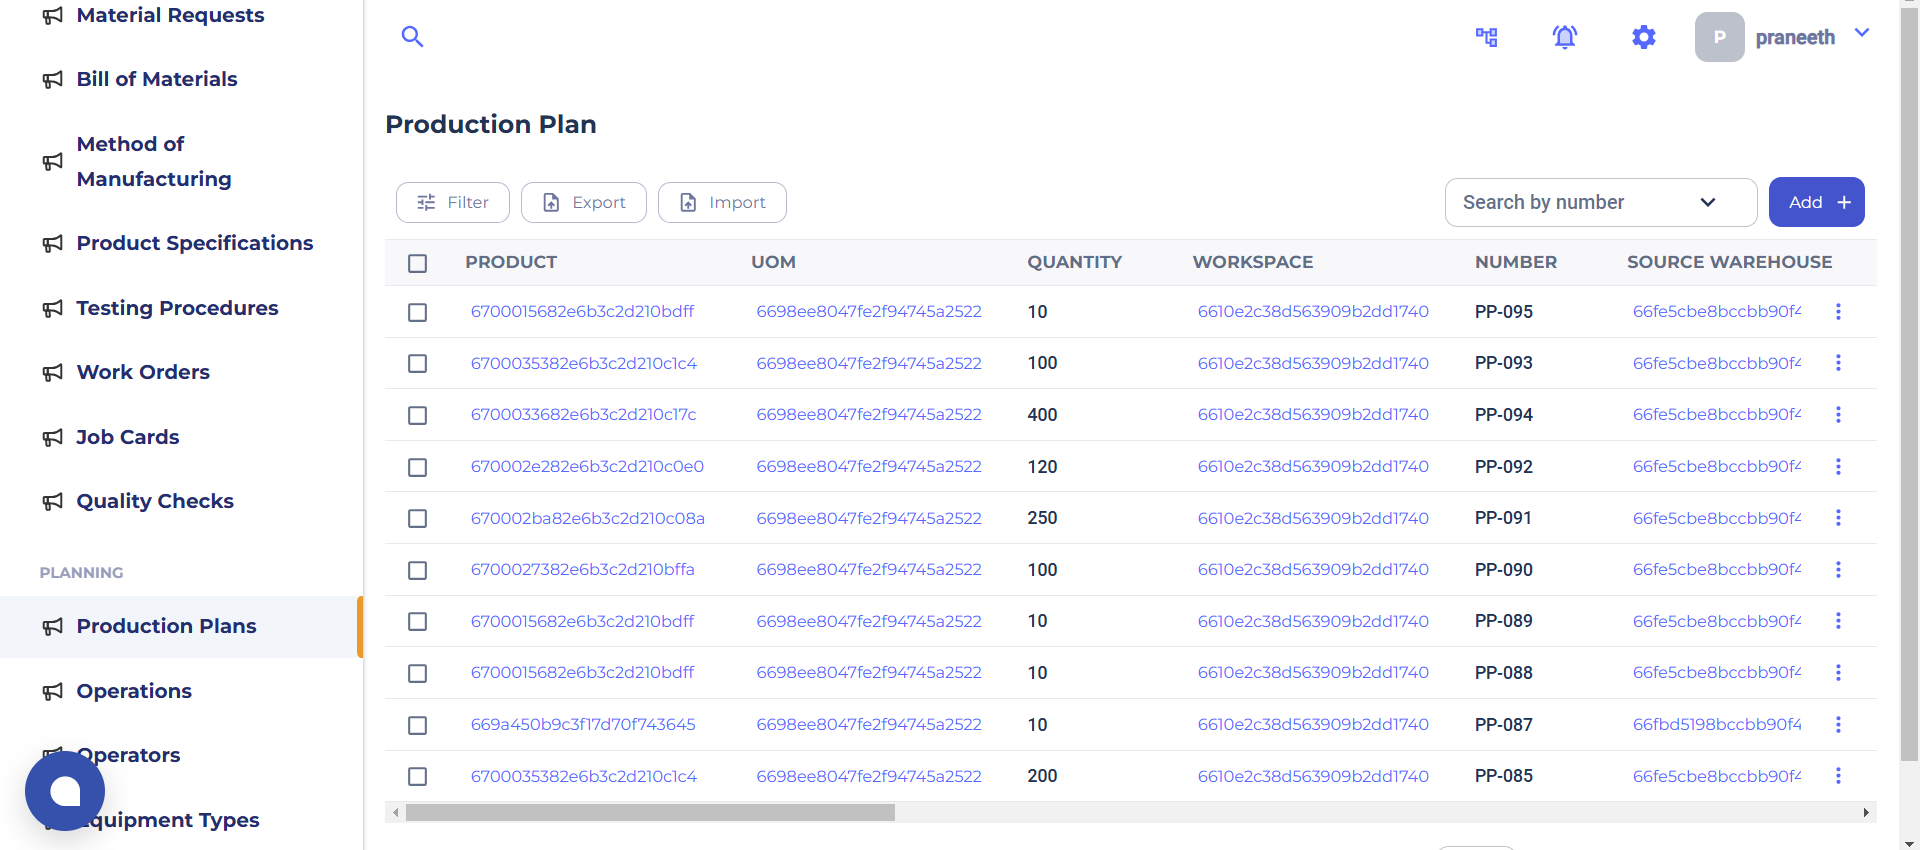 Material Requests
Bill of Materials
Method of
Manufacturing
Product Specifications
Testing Procedures
Work Orders
Job Cards
Quality Checks
PLANNING
Production Plans
Operations
Operators
Equipment Types
P praneeth
Production Plan
Filter Export Import Search by number Add +
PRODUCT UOM QUANTITY WORKSPACE NUMBER SOURCE WAREHOUSE
6700015682e6b3c2d210bdff 6698ee8047fe2f94745a2522 10 6610e2c38d563909b2dd1740 PP-095 66fe5cbe8bccbb90f4
6700035382e6b3c2d210c1c4 6698ee8047fe2f94745a2522 100 6610e2c38d563909b2dd1740 PP-093 66fe5cbe8bccbb90f4
6700033682e6b3c2d210c17c 6698ee8047fe2f94745a2522 400 6610e2c38d563909b2dd1740 PP-094 66fe5cbe8bccbb90f4
670002e282e6b3c2d210c0e0 6698ee8047fe2f94745a2522 120 6610e2c38d563909b2dd1740 PP-092 66fe5cbe8bccbb90f4
670002ba82e6b3c2d210c08a 6698ee8047fe2f94745a2522 250 6610e2c38d563909b2dd1740 PP-091 66fe5cbe8bccbb90f4
6700027382e6b3c2d210bffa 6698ee8047fe2f94745a2522 100 6610e2c38d563909b2dd1740 PP-090 66fe5cbe8bccbb90f4
6700015682e6b3c2d210bdff 6698ee8047fe2f94745a2522 10 6610e2c38d563909b2dd1740 PP-089 66fe5cbe8bccbb90f4
6700015682e6b3c2d210bdff 6698ee8047fe2f94745a2522 10 6610e2c38d563909b2dd1740 PP-088 66fe5cbe8bccbb90f4
669a450b9c3f17d70f743645 6698ee8047fe2f94745a2522 10 6610e2c38d563909b2dd1740 PP-087 66fbd5198bccbb90f4
6700035382e6b3c2d210c1c4 6698ee8047fe2f94745a2522 200 6610e2c38d563909b2dd1740 PP-085 66fe5cbe8bccbb90f4